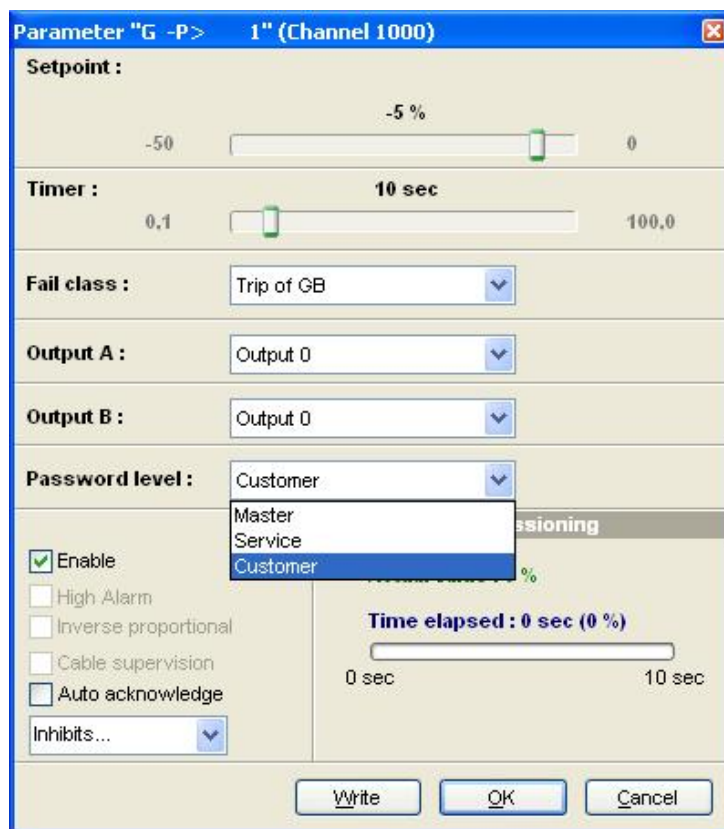 Parameter "G -P> 1" (Channel 1000)
Setpoint :
-5 %
-50 0
Timer :
10 sec
0,1 100,0
Fail class :
Trip of GB
Output A :
Output 0
Output B :
Output 0
Password level :
Customer
Master
Service
Customer
ssioning
Enable
High Alarm
Inverse proportional
Cable supervision
Auto acknowledge
Inhibits...
%
Time elapsed : 0 sec (0 %)
0 sec 10 sec
Write OK Cancel